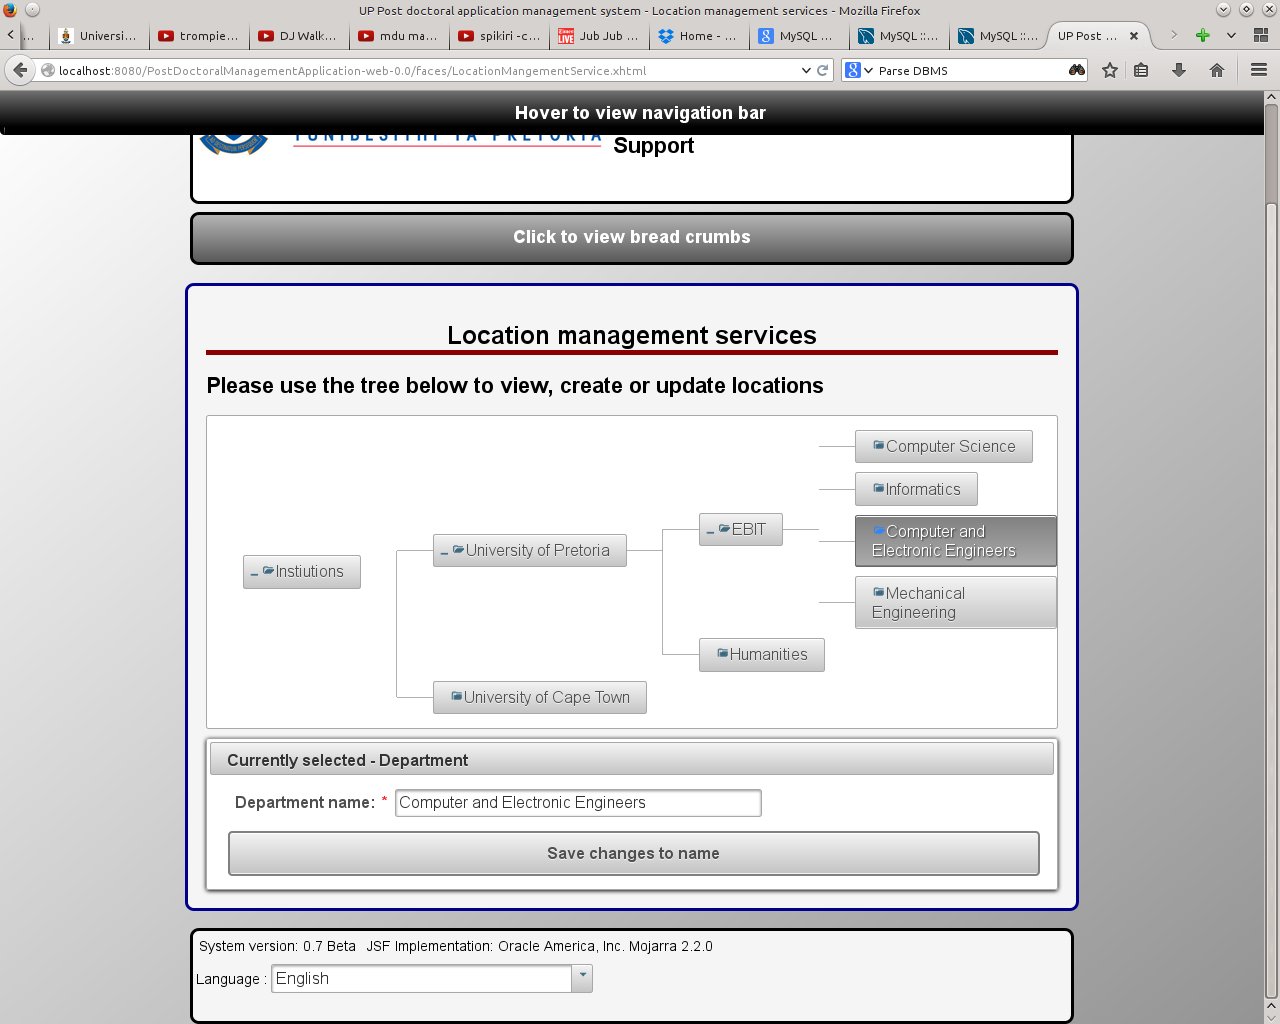 UP Post doctoral application management system - Location management services - Mozilla Firefox
...
Universi...
trompie...
DJ Walk...
mdu ma...
spikiri -c...
Jub Jub ...
Home - ...
MySQL ...
MySQL ::...
MySQL ::...
UP Post ...
localhost:8080/PostDoctoralManagementApplication-web-0.0/faces/LocationMangementService.xhtml
Parse DBMS
Hover to view navigation bar
Support
Click to view bread crumbs
Location management services
Please use the tree below to view, create or update locations
Computer Science
Informatics
EBIT
Computer and
Electronic Engineers
University of Pretoria
Instiutions
Mechanical
Engineering
Humanities
University of Cape Town
Currently selected - Department
Department name: * Computer and Electronic Engineers
Save changes to name
System version: 0.7 Beta JSF Implementation: Oracle America, Inc. Mojarra 2.2.0
Language : English